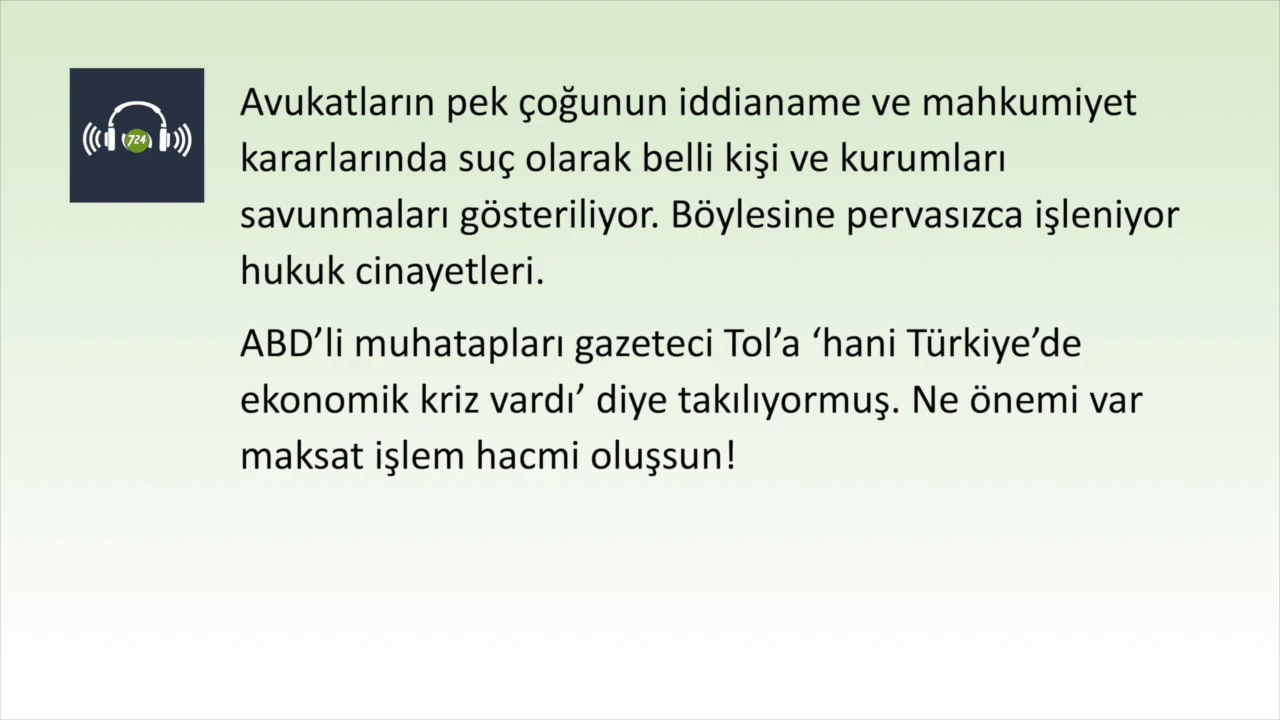 724
Avukatların pek çoğunun iddianame ve mahkumiyet
kararlarında suç olarak belli kişi ve kurumları
savunmaları gösteriliyor. Böylesine pervasızca işleniyor
hukuk cinayetleri.
ABD’li muhatapları gazeteci Tol’a ‘hani Türkiye’de
ekonomik kriz vardı’ diye takılıyormuş. Ne önemi var
maksat işlem hacmi oluşsun!